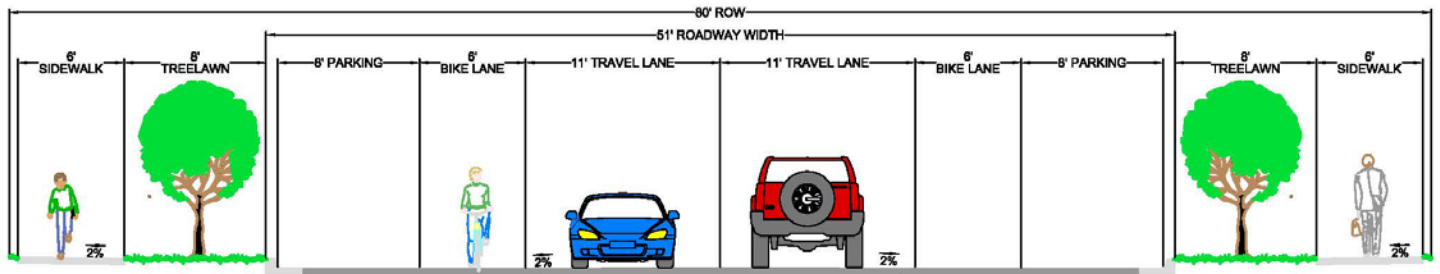 80' ROW
51' ROADWAY WIDTH
6'
SIDEWALK
8'
TREELAWN
8' PARKING
6'
BIKE LANE
11' TRAVEL LANE
11' TRAVEL LANE
6'
BIKE LANE
8' PARKING
8'
TREELAWN
6'
SIDEWALK
2%
2%
2%
2%